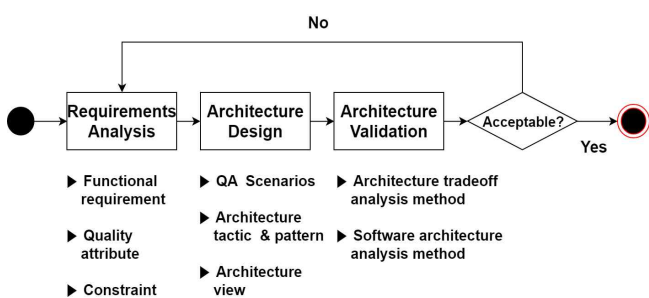 No
Requirements
Analysis
Architecture
Design
Architecture
Validation
Acceptable?
Yes
▶ Functional
requirement
▶ Quality
attribute
▶ Constraint
▶ QA Scenarios
▶ Architecture
tactic & pattern
▶ Architecture
view
▶ Architecture tradeoff
analysis method
▶ Software architecture
analysis method